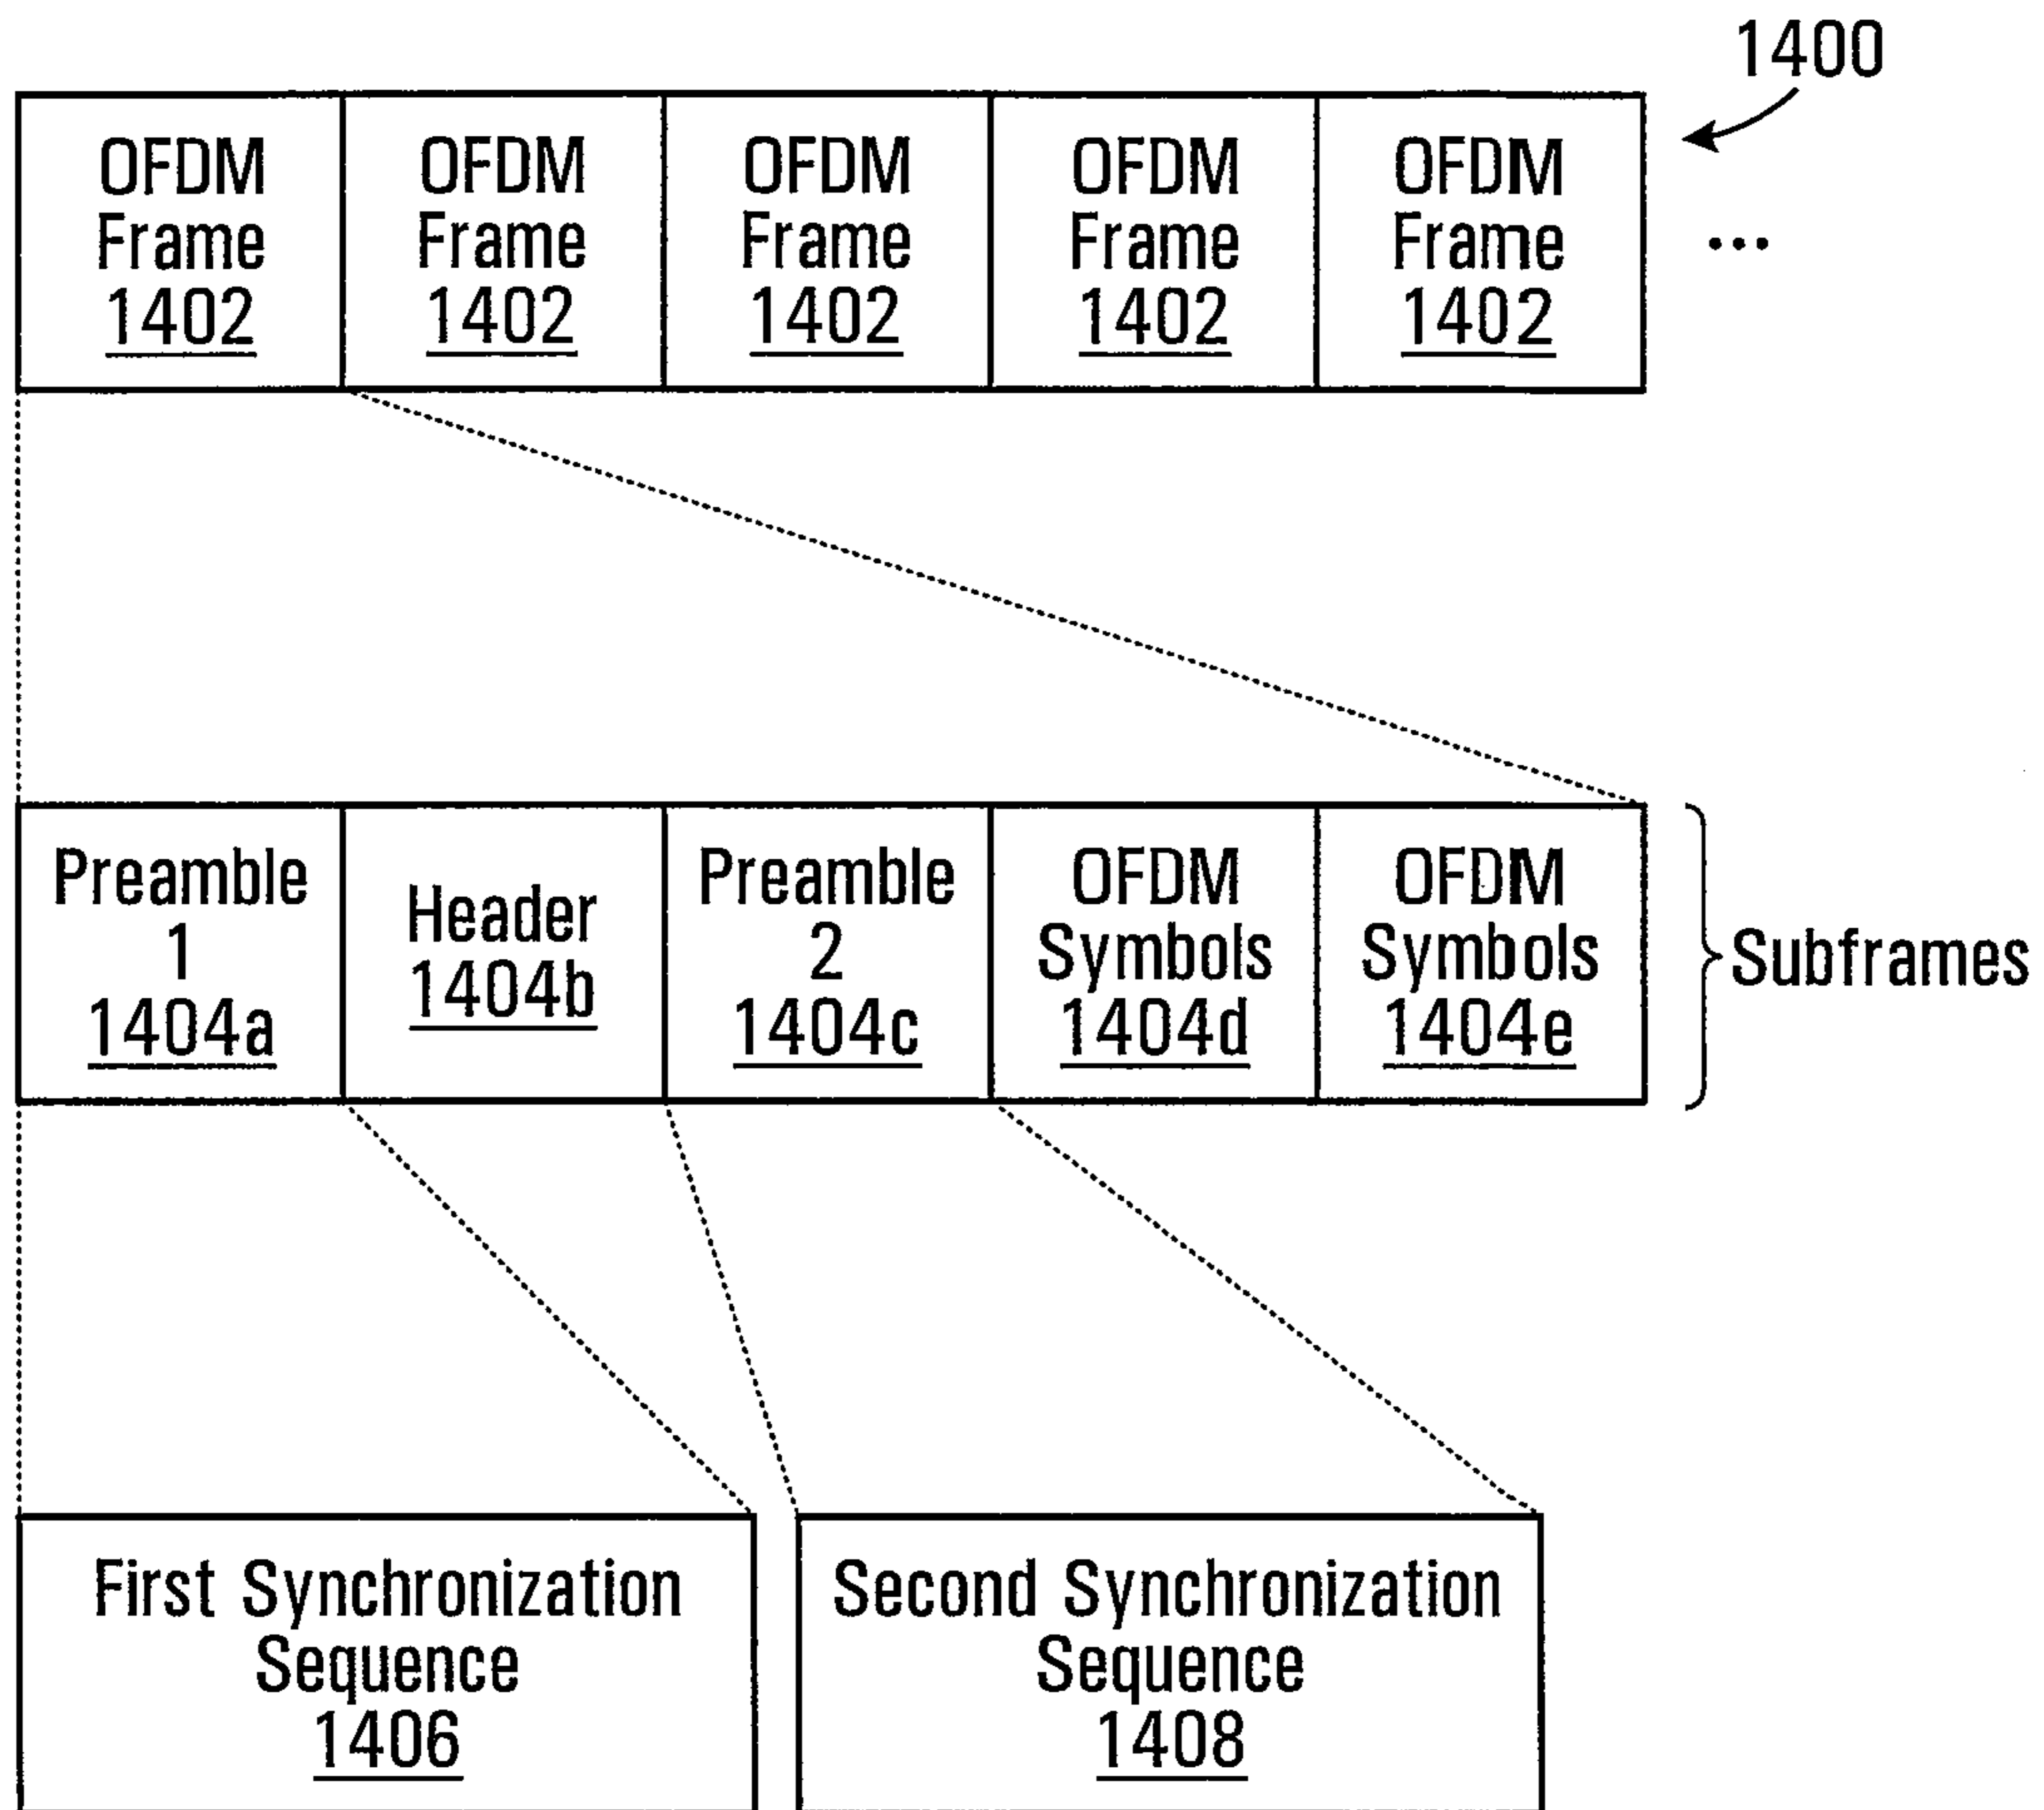 1400
OFDM
Frame
1402
OFDM
Frame
1402
OFDM
Frame
1402
OFDM
Frame
1402
OFDM
Frame
1402
...
Preamble
1
1404a
Header
1404b
Preamble
2
1404c
OFDM
Symbols
1404d
OFDM
Symbols
1404e
Subframes
First Synchronization
Sequence
1406
Second Synchronization
Sequence
1408